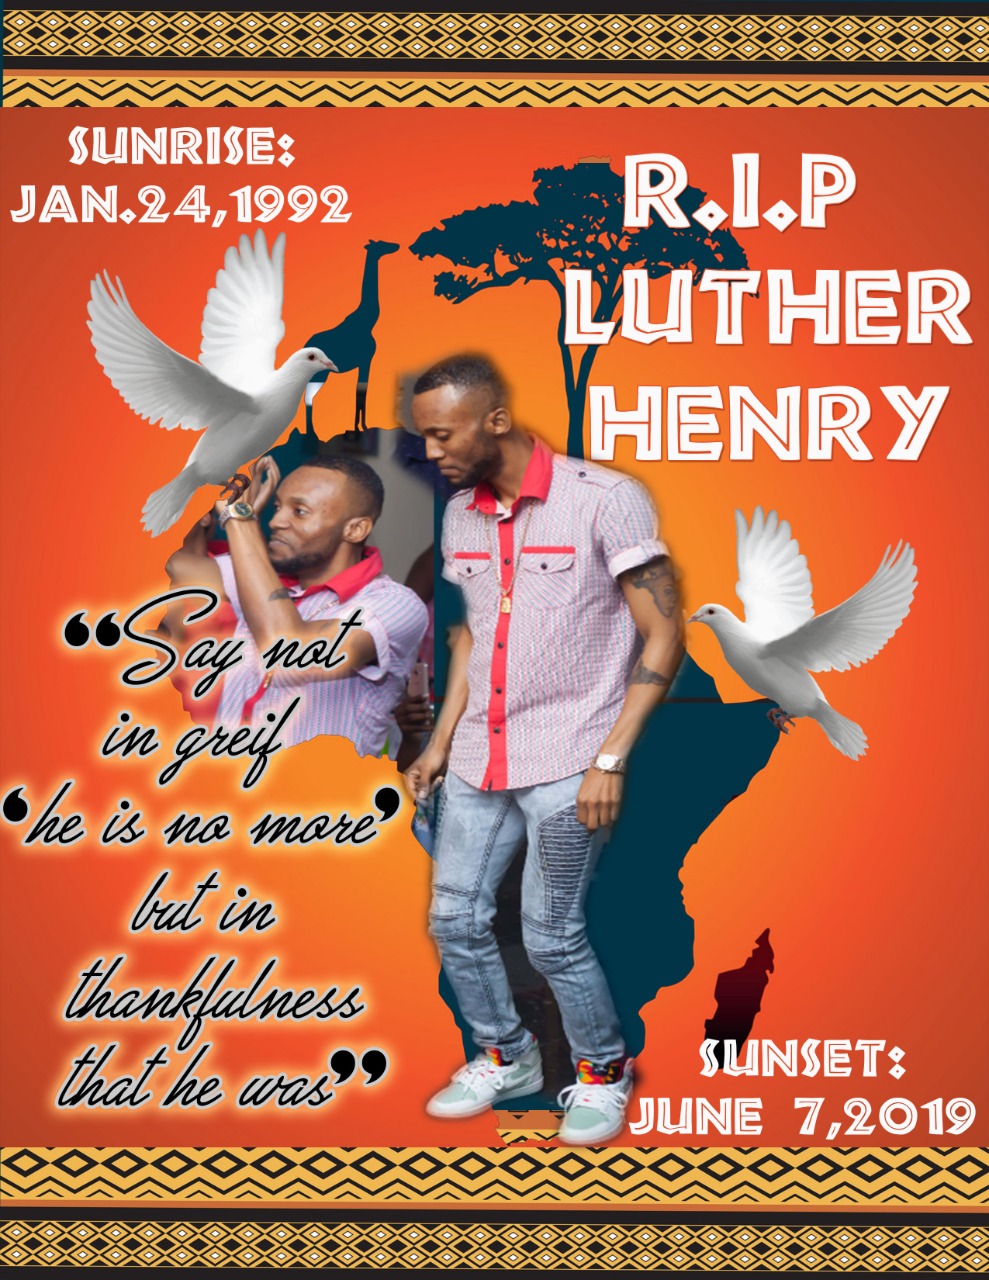 SUNRISE:
JAN.24,1992
R.I.P
LUTHER
HENRY
“Say not
in greif
‘he is no more’
but in
thankfulness
that he was”
SUNSET:
JUNE 7,2019